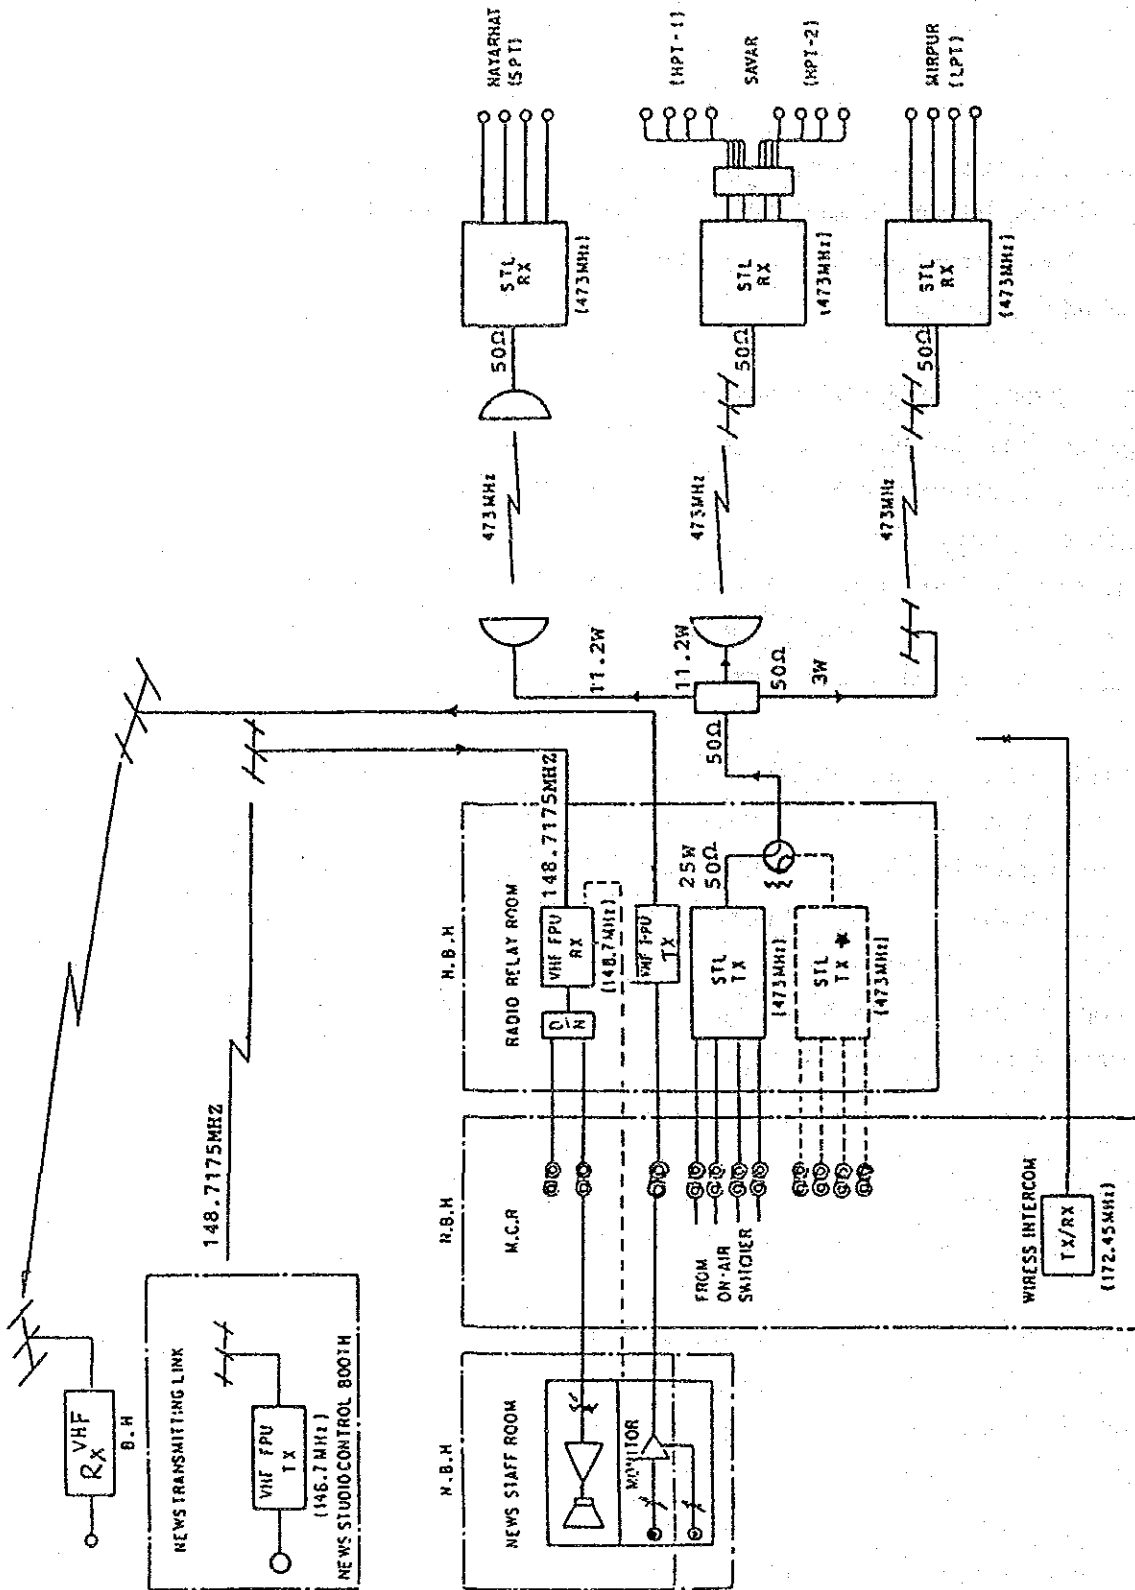 NAYARHAT
(SPT)
(HPT-1)
SAVAR
(HPT-2)
MIRPUR
(LPT)
STL
RX
(473MHz)
STL
RX
(473MHz)
STL
RX
(473MHz)
50Ω
50Ω
50Ω
473MHz
473MHz
473MHz
11.2W
11.2W
50Ω
3W
50Ω
148.7175MHZ
25W
50Ω
N.B.H
RADIO RELAY ROOM
VHF FPU
RX
(148.7MHz)
VHF FPU
TX
STL
TX
(473MHz)
STL
TX *
(473MHz)
148.7175MHZ
N.B.H
M.C.R
FROM
ON-AIR
SWITCHER
WIRESS INTERCOM
TX/RX
(172.45MHz)
VHF
Rx
B.H
NEWS TRANSMITTING LINK
VHF FPU
TX
(148.7MHz)
NEWS STUDIO CONTROL BOOTH
N.B.H
NEWS STAFF ROOM
MONITOR